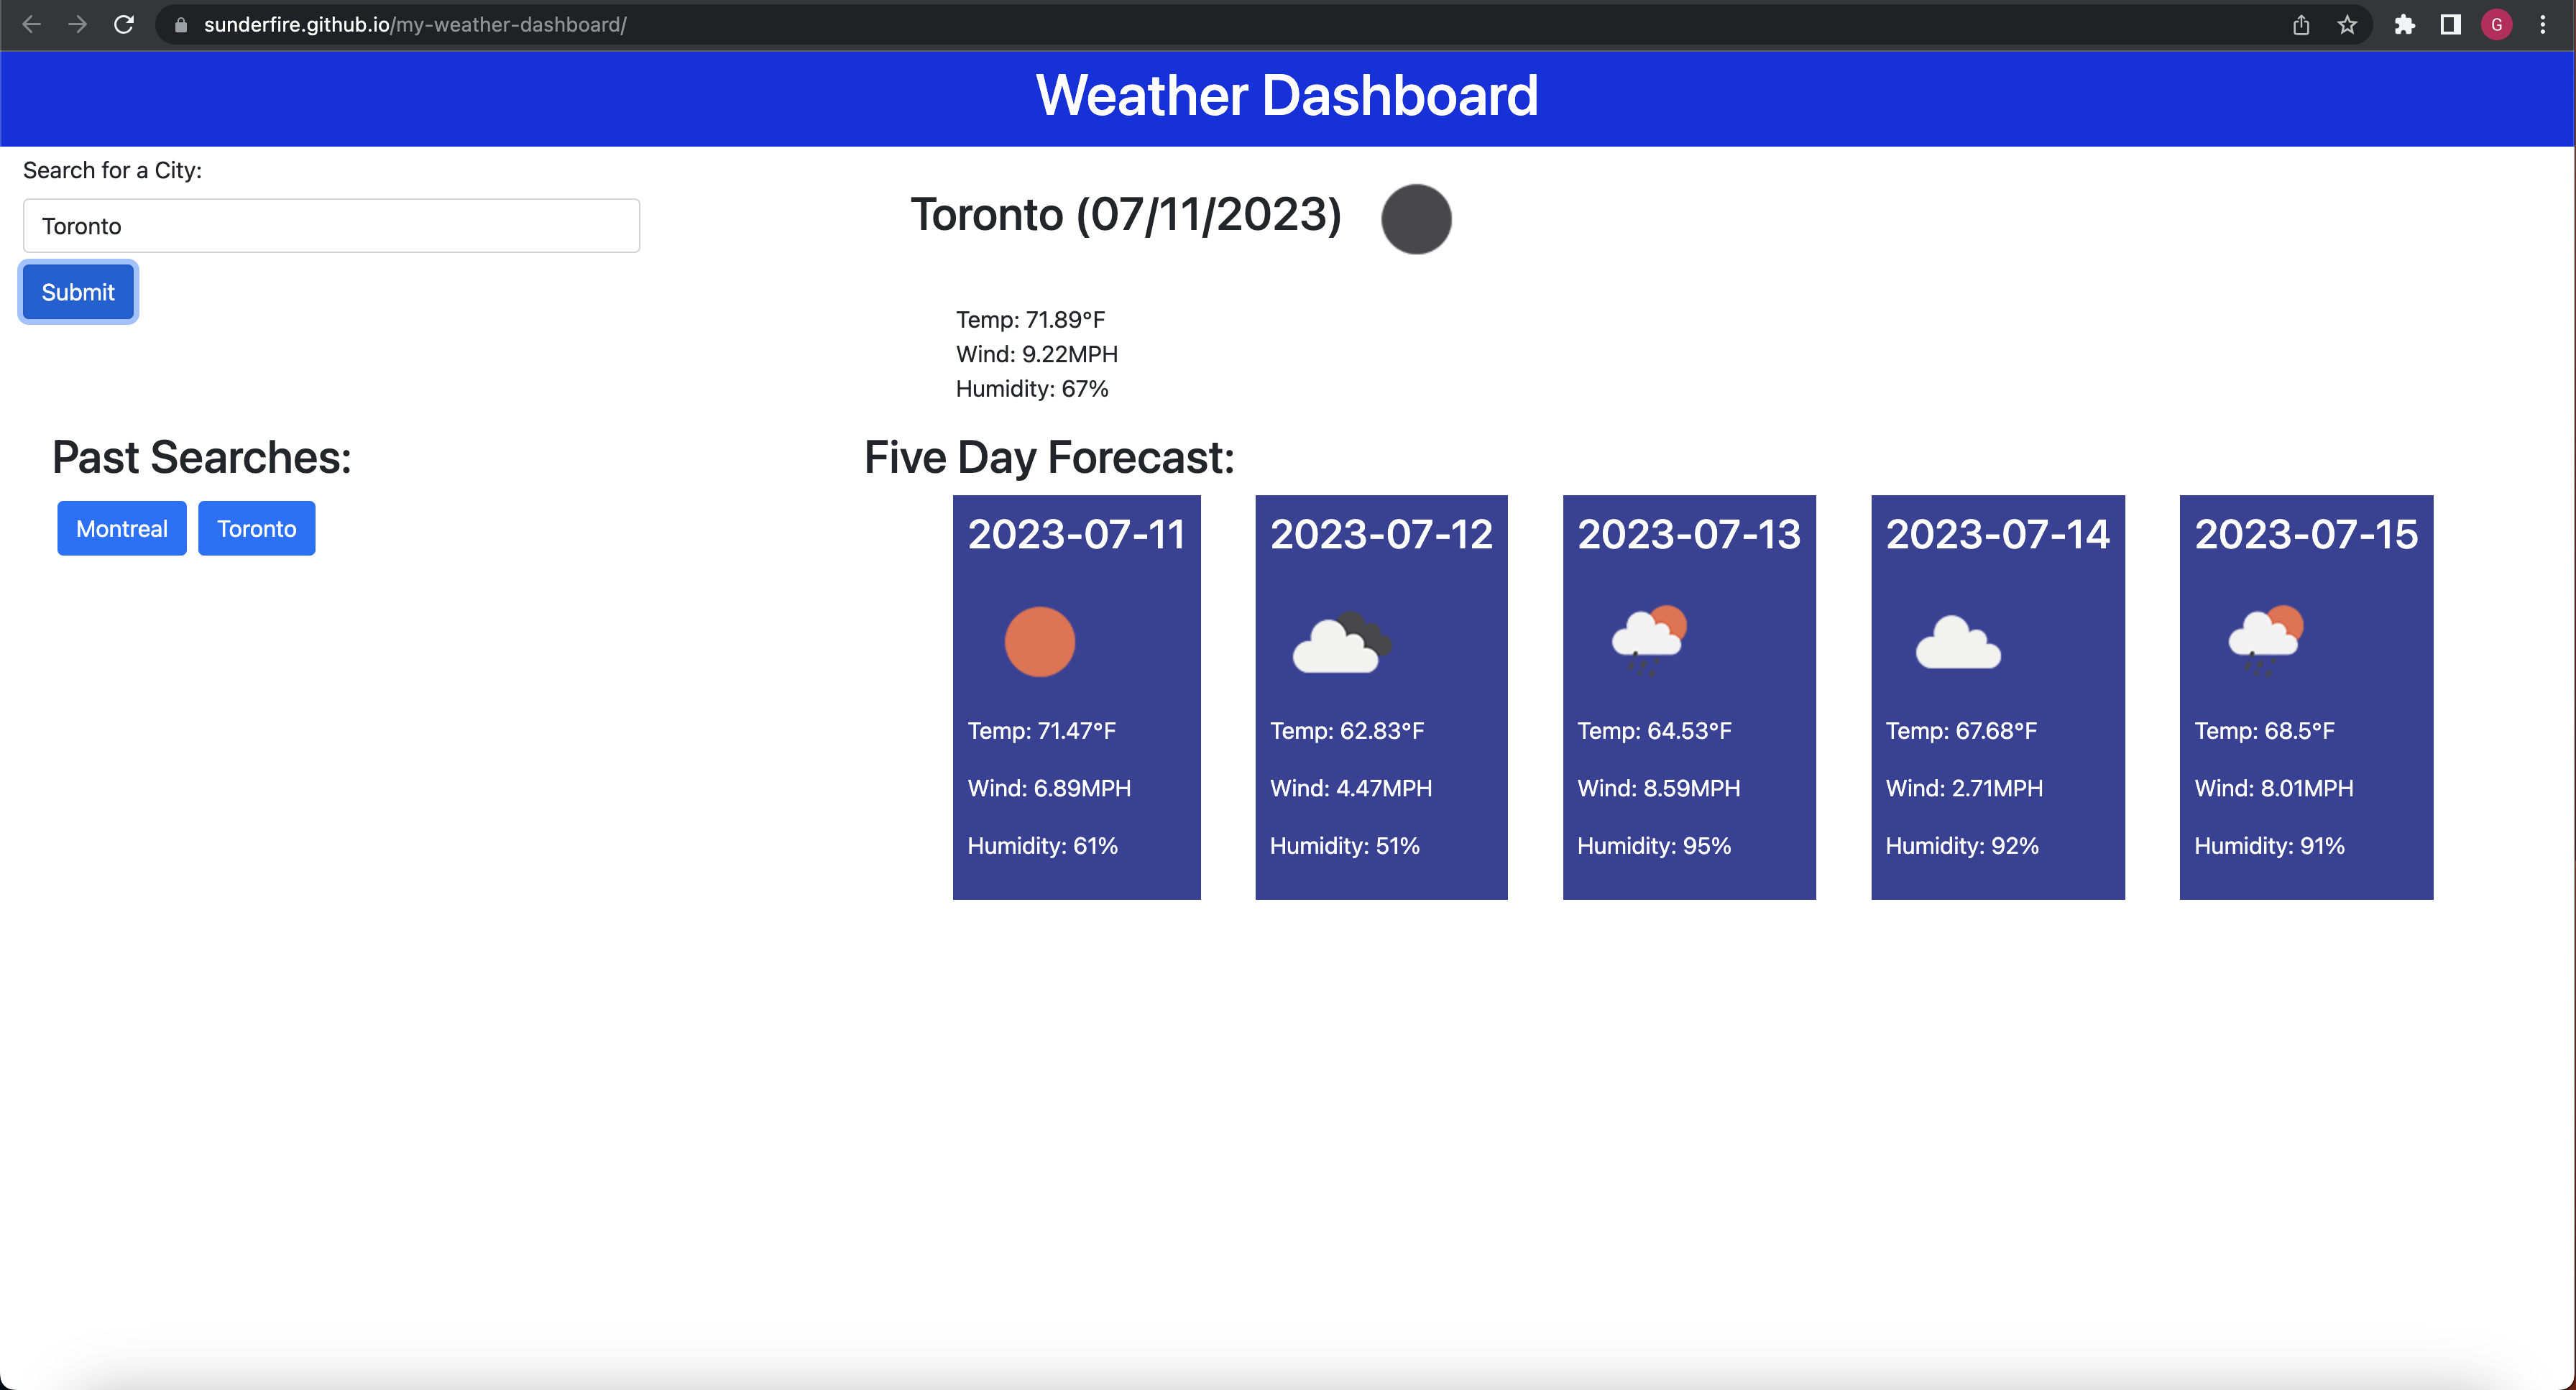 sunderfire.github.io/my-weather-dashboard/
G
Weather Dashboard
Search for a City:
Toronto
Submit
Toronto (07/11/2023)
Temp: 71.89°F
Wind: 9.22MPH
Humidity: 67%
Past Searches:
Montreal Toronto
Five Day Forecast:
2023-07-11
Temp: 71.47°F
Wind: 6.89MPH
Humidity: 61%
2023-07-12
Temp: 62.83°F
Wind: 4.47MPH
Humidity: 51%
2023-07-13
Temp: 64.53°F
Wind: 8.59MPH
Humidity: 95%
2023-07-14
Temp: 67.68°F
Wind: 2.71MPH
Humidity: 92%
2023-07-15
Temp: 68.5°F
Wind: 8.01MPH
Humidity: 91%